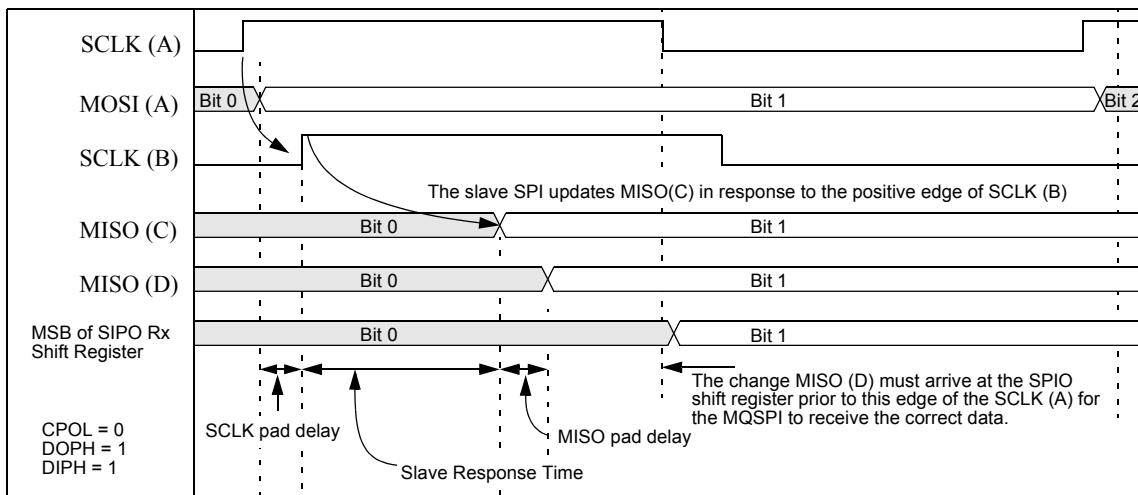 SCLK (A)
MOSI (A)
Bit 0
Bit 1
Bit 2
SCLK (B)
The slave SPI updates MISO(C) in response to the positive edge of SCLK (B)
MISO (C)
Bit 0
Bit 1
MISO (D)
Bit 0
Bit 1
MSB of SIPO Rx
Shift Register
Bit 0
Bit 1
The change MISO (D) must arrive at the SPIO
shift register prior to this edge of the SCLK (A) for
the MQSPI to receive the correct data.
CPOL = 0
DOPH = 1
DIPH = 1
SCLK pad delay
MISO pad delay
Slave Response Time